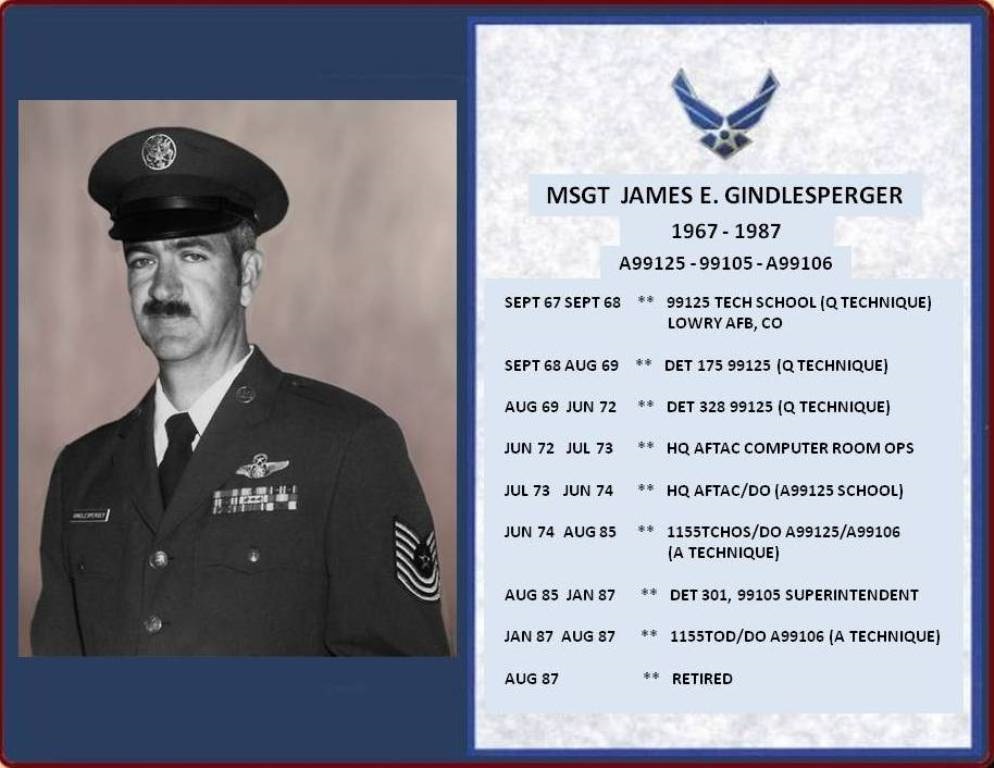 MSGT JAMES E. GINDLESPERGER
1967 - 1987
A99125 - 99105 - A99106
SEPT 67 SEPT 68 ** 99125 TECH SCHOOL (Q TECHNIQUE)
LOWRY AFB, CO
SEPT 68 AUG 69 ** DET 175 99125 (Q TECHNIQUE)
AUG 69 JUN 72 ** DET 328 99125 (Q TECHNIQUE)
JUN 72 JUL 73 ** HQ AFTAC COMPUTER ROOM OPS
JUL 73 JUN 74 ** HQ AFTAC/DO (A99125 SCHOOL)
JUN 74 AUG 85 ** 1155TCHOS/DO A99125/A99106
(A TECHNIQUE)
AUG 85 JAN 87 ** DET 301, 99105 SUPERINTENDENT
JAN 87 AUG 87 ** 1155TOD/DO A99106 (A TECHNIQUE)
AUG 87 ** RETIRED
GINDLESPERGER